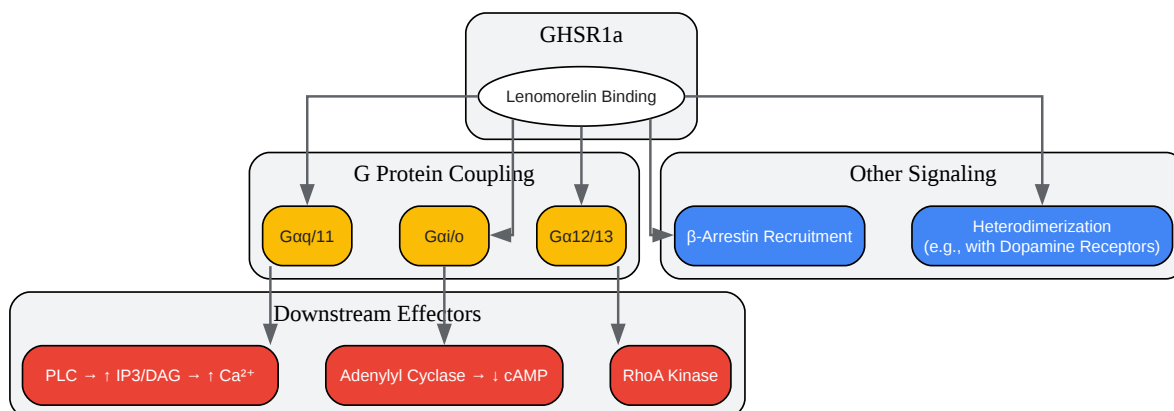 GHSR1a
Lenomorelin Binding
G Protein Coupling
Other Signaling
Gαq/11
Gαi/o
Gα12/13
β-Arrestin Recruitment
Heterodimerization
(e.g., with Dopamine Receptors)
Downstream Effectors
PLC → ↑ IP3/DAG → ↑ Ca²⁺
Adenylyl Cyclase → ↓ cAMP
RhoA Kinase